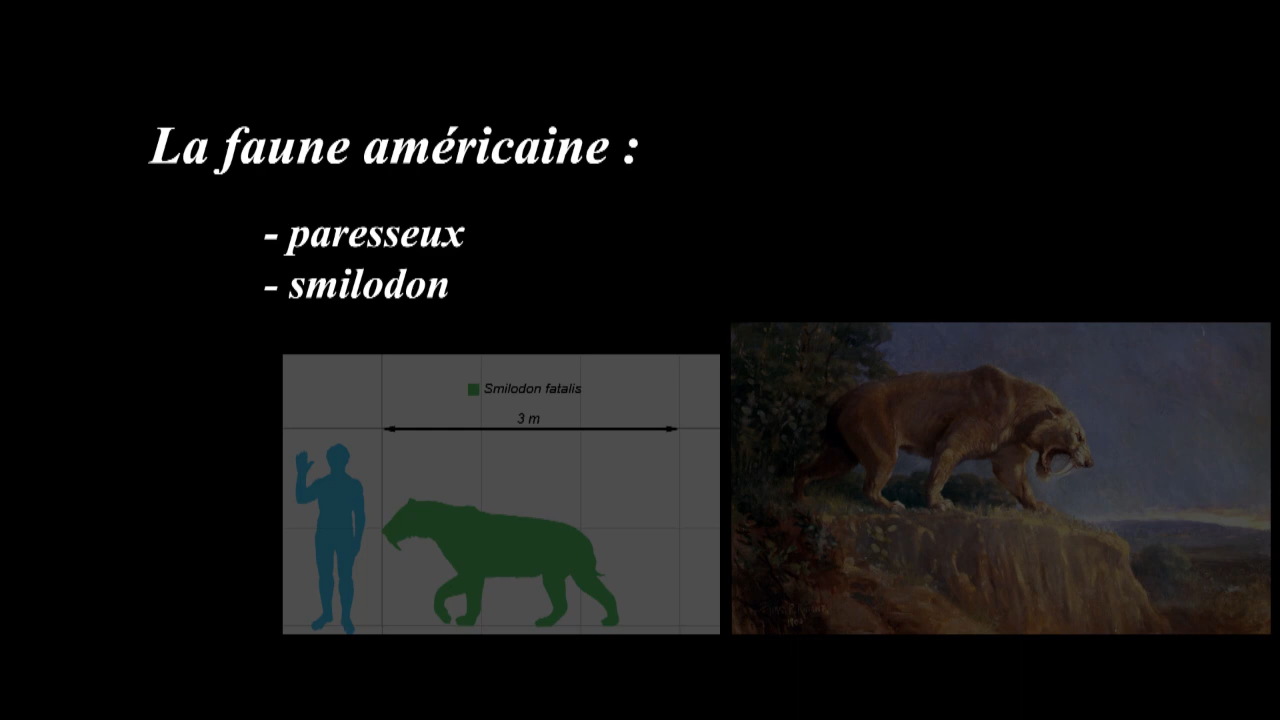 La faune américaine :
- paresseux
- smilodon
Smilodon fatalis
3 m